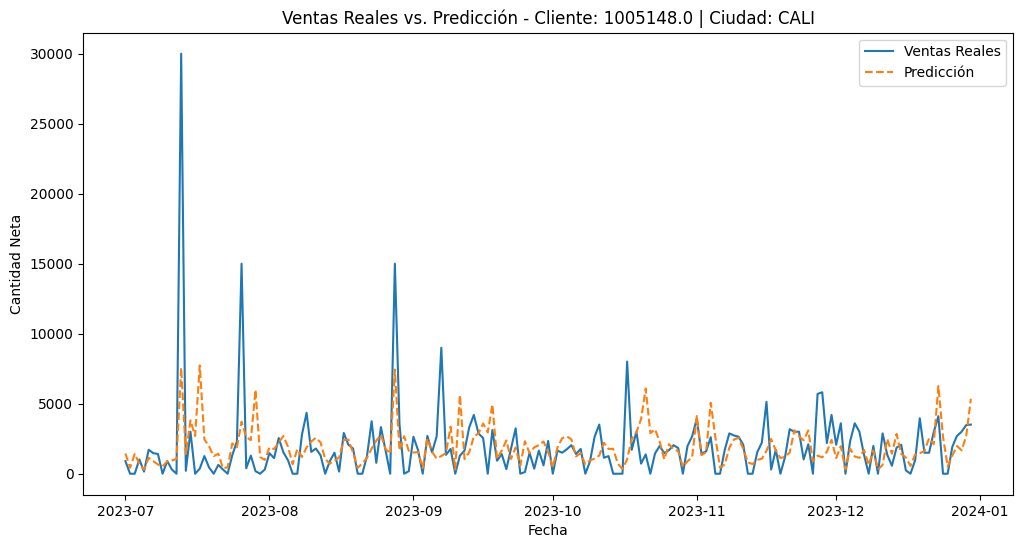 Ventas Reales vs. Predicción - Cliente: 1005148.0 | Ciudad: CALI
Ventas Reales
Predicción
30000
25000
20000
15000
10000
5000
0
Cantidad Neta
2023-07
2023-08
2023-09
2023-10
2023-11
2023-12
2024-01
Fecha